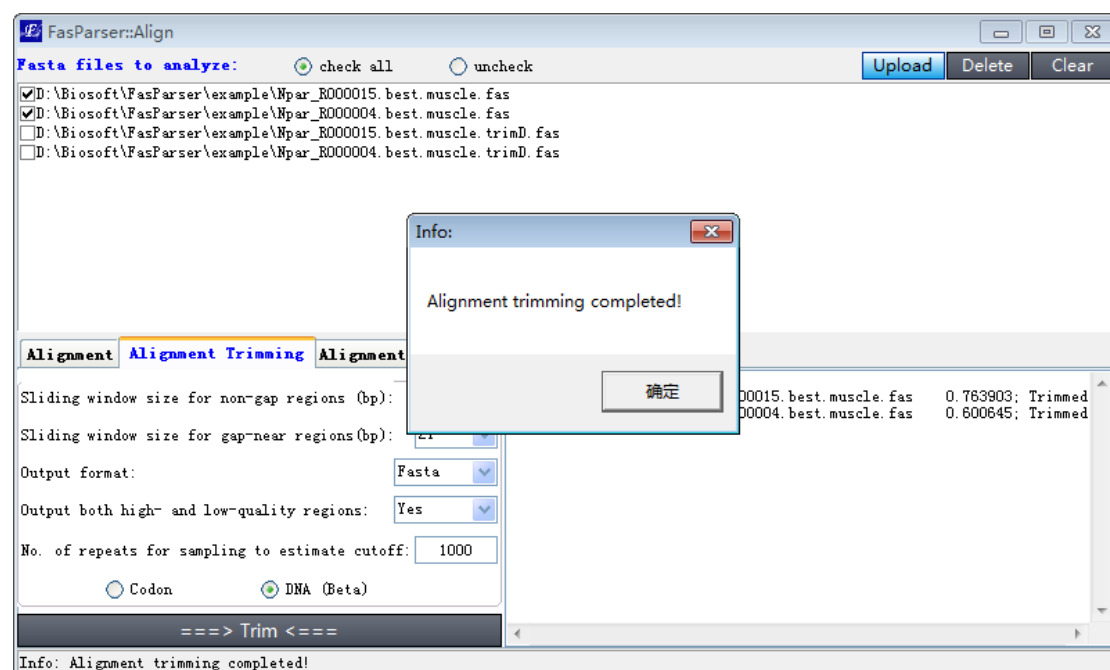 FasParser::Align
Fasta files to analyze: check all uncheck Upload Delete Clear
D:\Biosoft\FasParser\example\Npar_R000015.best.muscle.fas
D:\Biosoft\FasParser\example\Npar_R000004.best.muscle.fas
D:\Biosoft\FasParser\example\Npar_R000015.best.muscle.trimD.fas
D:\Biosoft\FasParser\example\Npar_R000004.best.muscle.trimD.fas
Info:
Alignment trimming completed!
确定
Alignment Alignment Trimming Alignment
Sliding window size for non-gap regions (bp):
00015.best.muscle.fas 0.763903; Trimmed
00004.best.muscle.fas 0.600645; Trimmed
Sliding window size for gap-near regions(bp):
Output format: Fasta
Output both high- and low-quality regions: Yes
No. of repeats for sampling to estimate cutoff: 1000
Codon DNA (Beta)
===> Trim <===
Info: Alignment trimming completed!